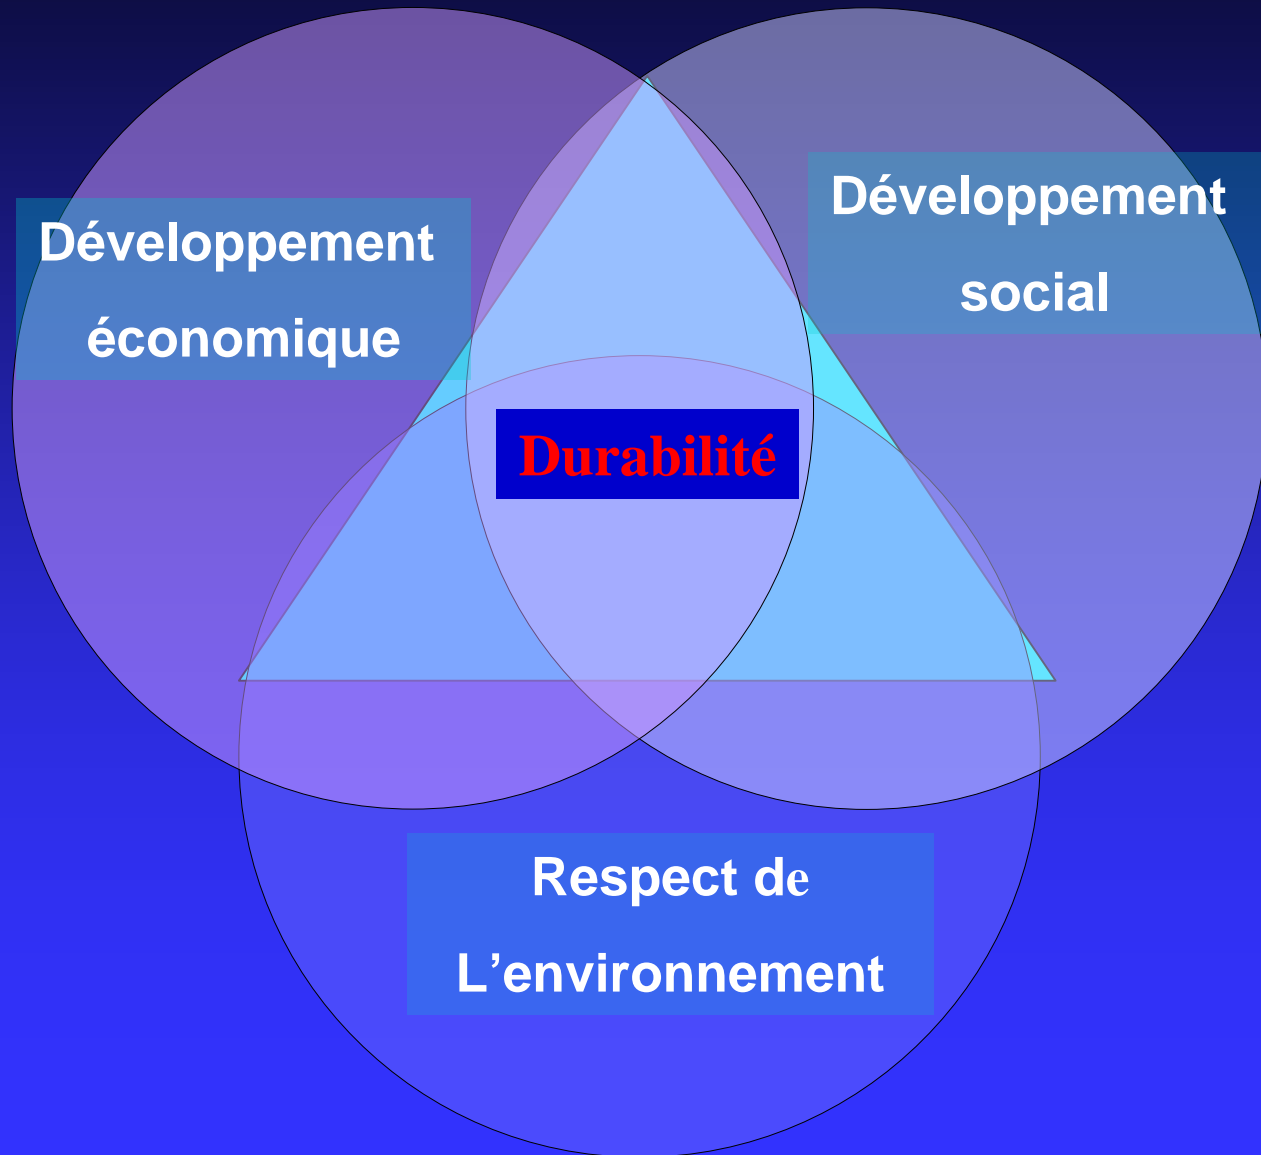 Développement
économique
Développement
social
Durabilité
Respect de
L’environnement